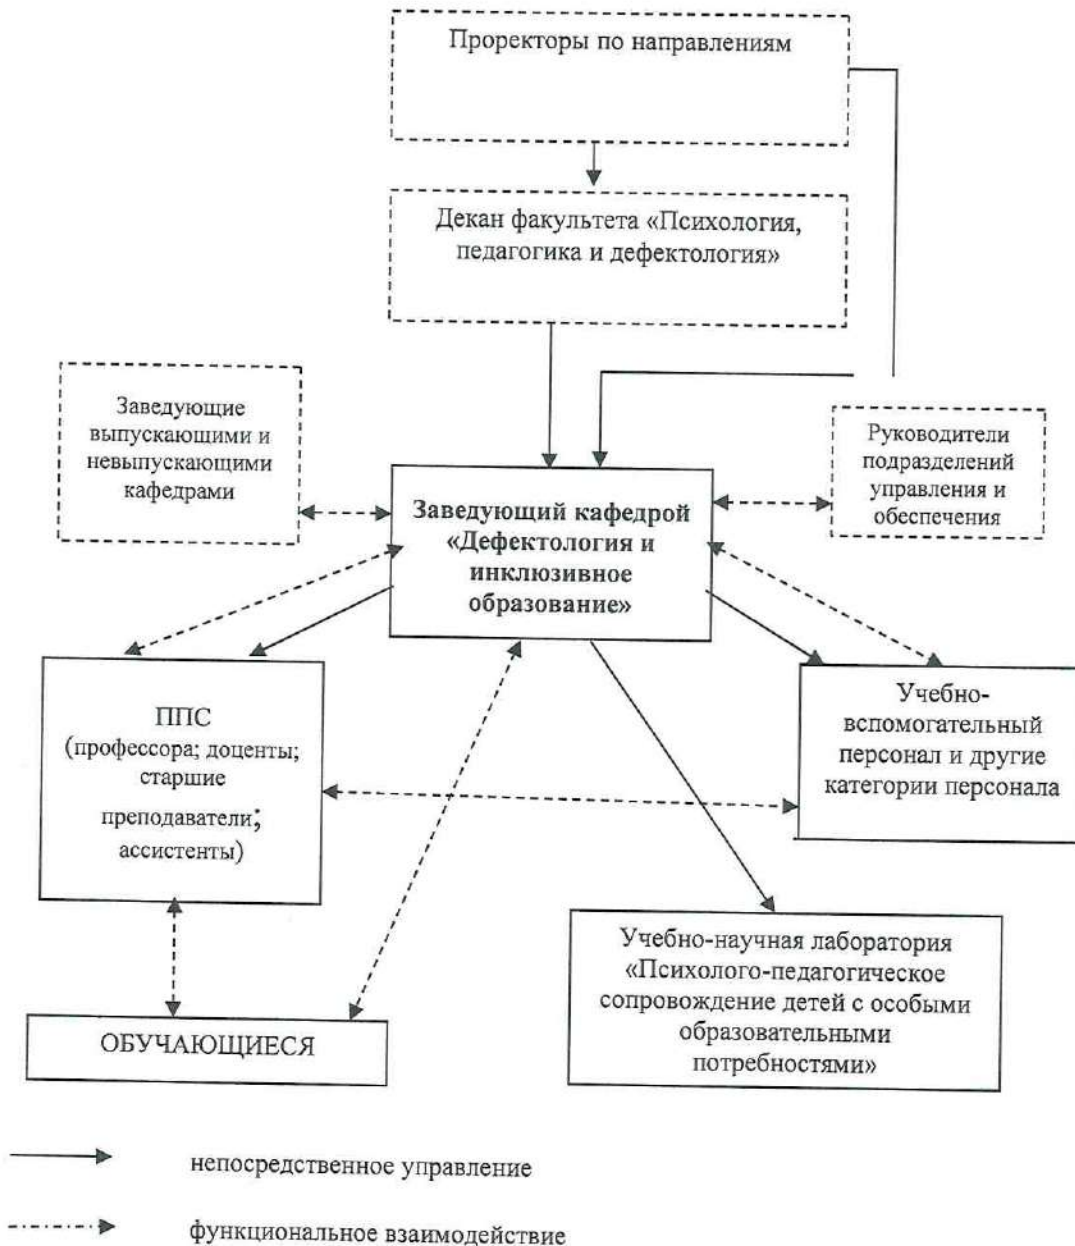 Проректоры по направлениям
Декан факультета «Психология,
педагогика и дефектология»
Заведующие
выпускающими и
невыпускающими
кафедрами
Руководители
подразделений
управления и
обеспечения
Заведующий кафедрой
«Дефектология и
инклюзивное
образование»
ППС
(профессора; доценты;
старшие
преподаватели;
ассистенты)
Учебно-
вспомогательный
персонал и другие
категории персонала
Учебно-научная лаборатория
«Психолого-педагогическое
сопровождение детей с особыми
образовательными
потребностями»
ОБУЧАЮЩИЕСЯ
непосредственное управление
функциональное взаимодействие